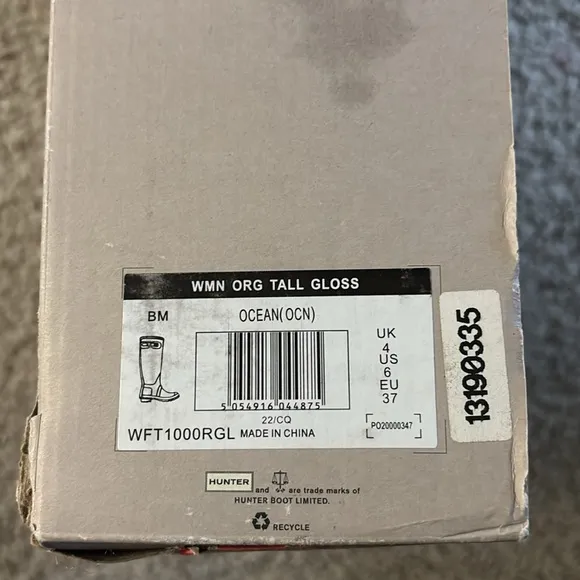 WMN ORG TALL GLOSS
BM
OCEAN(OCN)
UK
4
US
6
EU
37
5 054916 044875
22/CQ
WFT1000RGL MADE IN CHINA
PO20000347
13190335
HUNTER and are trade marks of
HUNTER BOOT LIMITED.
RECYCLE